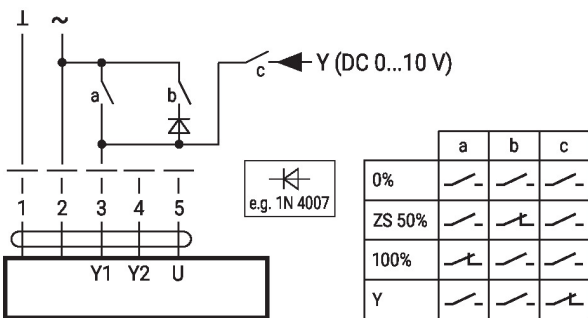 ⊥ ~
a b c Y (DC 0...10 V)
1 2 3 4 5
Y1 Y2 U
e.g. 1N 4007
a b c
0%
ZS 50%
100%
Y